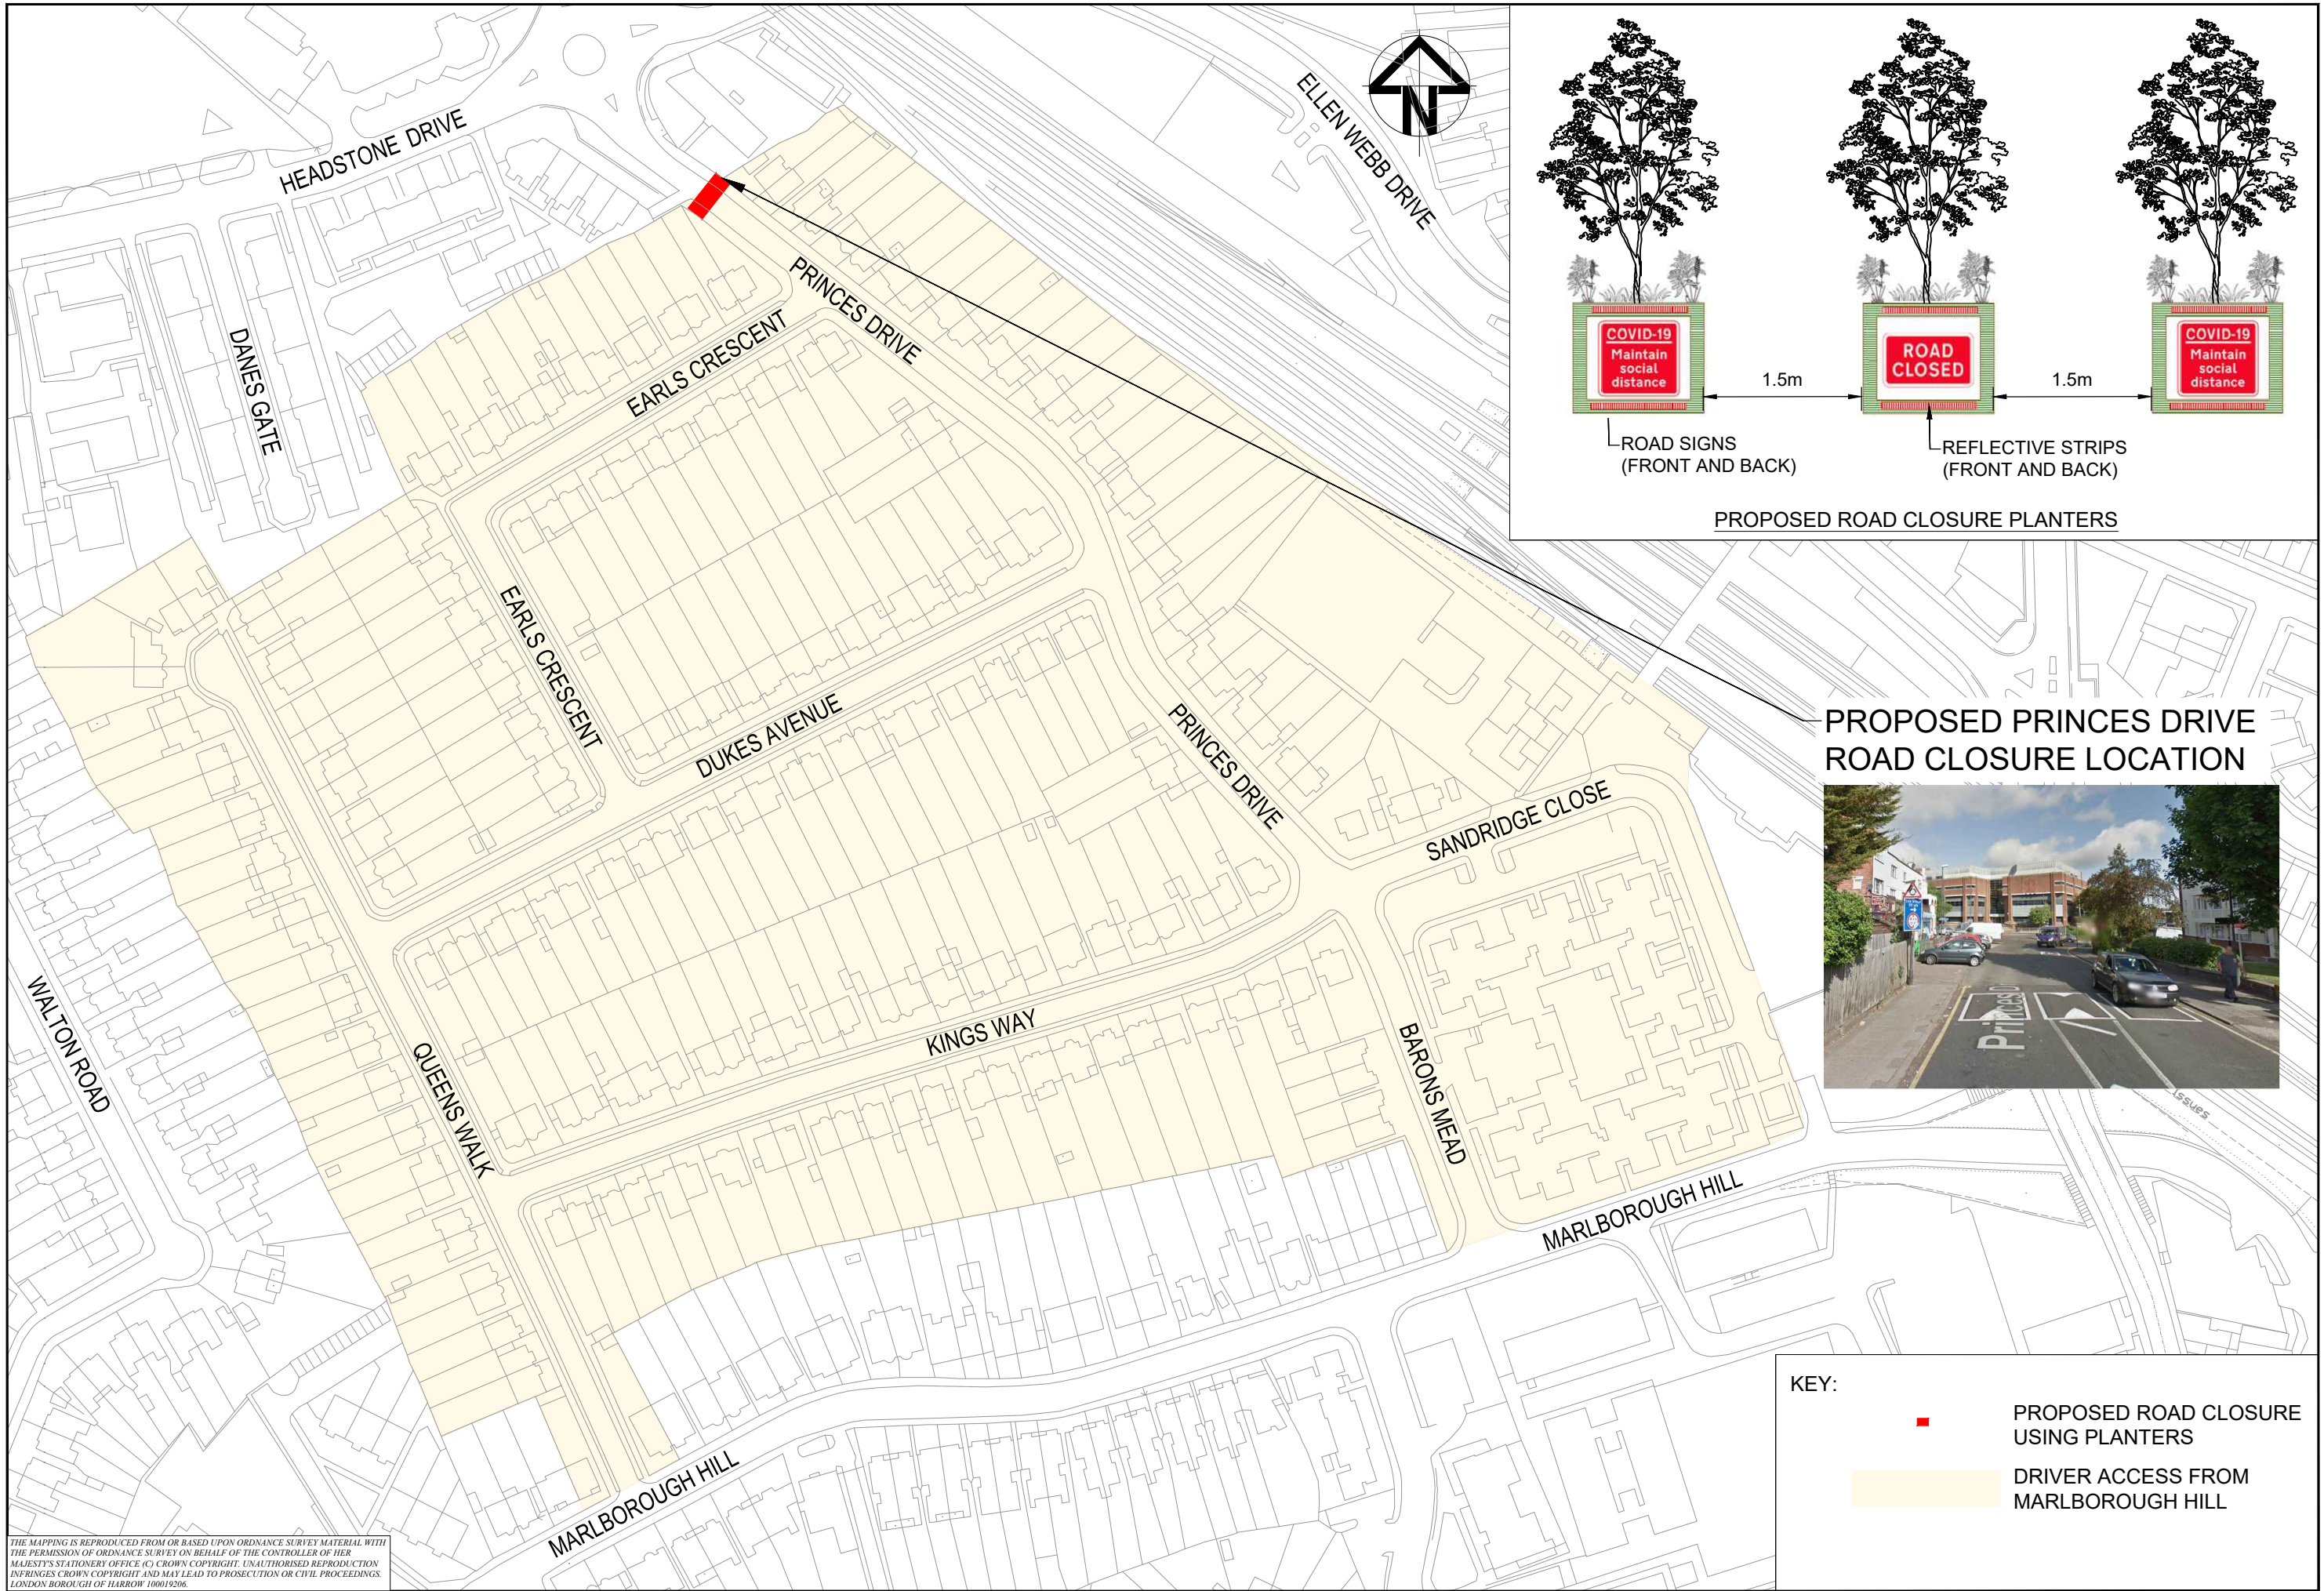 HEADSTONE DRIVE
ELLEN WEBB DRIVE
N
COVID-19
Maintain
social
distance
ROAD
CLOSED
COVID-19
Maintain
social
distance
1.5m
1.5m
ROAD SIGNS
(FRONT AND BACK)
REFLECTIVE STRIPS
(FRONT AND BACK)
PROPOSED ROAD CLOSURE PLANTERS
DANES GATE
PRINCES DRIVE
EARLS CRESCENT
EARLS CRESCENT
DUKES AVENUE
PRINCES DRIVE
PROPOSED PRINCES DRIVE
ROAD CLOSURE LOCATION
SANDRIDGE CLOSE
WALTON ROAD
QUEENS WALK
KINGS WAY
BARONS MEAD
Issues
MARLBOROUGH HILL
MARLBOROUGH HILL
KEY:
PROPOSED ROAD CLOSURE
USING PLANTERS
DRIVER ACCESS FROM
MARLBOROUGH HILL
THE MAPPING IS REPRODUCED FROM OR BASED UPON ORDNANCE SURVEY MATERIAL WITH
THE PERMISSION OF ORDNANCE SURVEY ON BEHALF OF THE CONTROLLER OF HER
MAJESTY'S STATIONERY OFFICE (C) CROWN COPYRIGHT. UNAUTHORISED REPRODUCTION
INFRINGES CROWN COPYRIGHT AND MAY LEAD TO PROSECUTION OR CIVIL PROCEEDINGS.
LONDON BOROUGH OF HARROW 100019206.